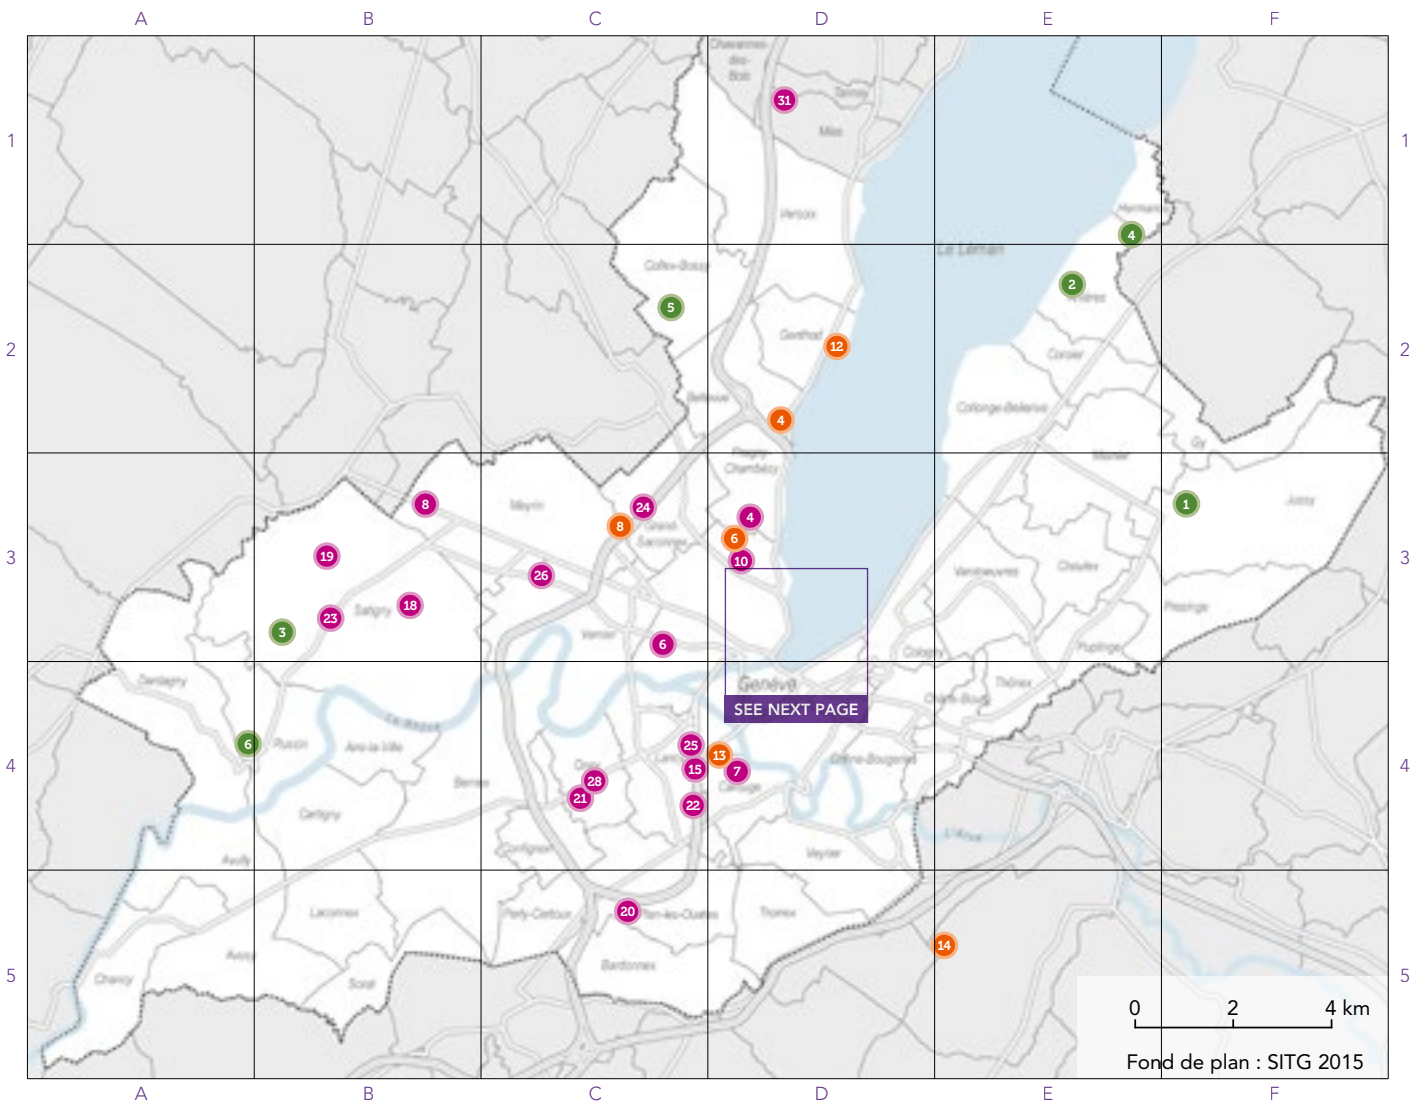 A B C D E F
Chavannes-
des-
Bois
31
Tannay
Mies
1 1
Hermance
Versoix
4
Le Léman
Collex-Bossy
2
Anières
5
Genthod
12
2 2
Corsier
Bellevue
Collonge-Bellerive
4
Gy
Meinier
Pregny-
Chambésy
8
Meyrin
24
4
1
Jussy
8
Grand-
Saconnex
6
19
10
3 3
26
Vandoeuvres
Choulex
18
Satigny
23
Presinge
3
Vernier
6
Puplinge
Cologny
Dardagny
Genève
Thônex
Chêne-Bourg
SEE NEXT PAGE
Le Rhône
6
Russin
Aire-la-Ville
25
13
Chêne-Bougeries
Onex
Lancy
15
7
4 4
28
Bernex
Carouge
21
22
Cartigny
L'Arve
Confignon
Veyrier
Avully
Laconnex
Perly-Certoux
20
Plan-les-Ouates
Troinex
14
Avusy
Bardonnex
Chancy
5 5
Soral
0 2 4 km
Fond de plan : SITG 2015
A B C D E F